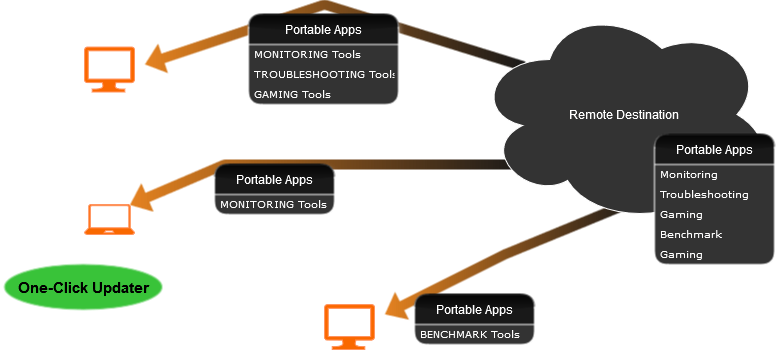 Portable Apps
MONITORING Tools
TROUBLESHOOTING Tools
GAMING Tools
Remote Destination
Portable Apps
Monitoring
Troubleshooting
Gaming
Benchmark
Gaming
Portable Apps
MONITORING Tools
One-Click Updater
Portable Apps
BENCHMARK Tools